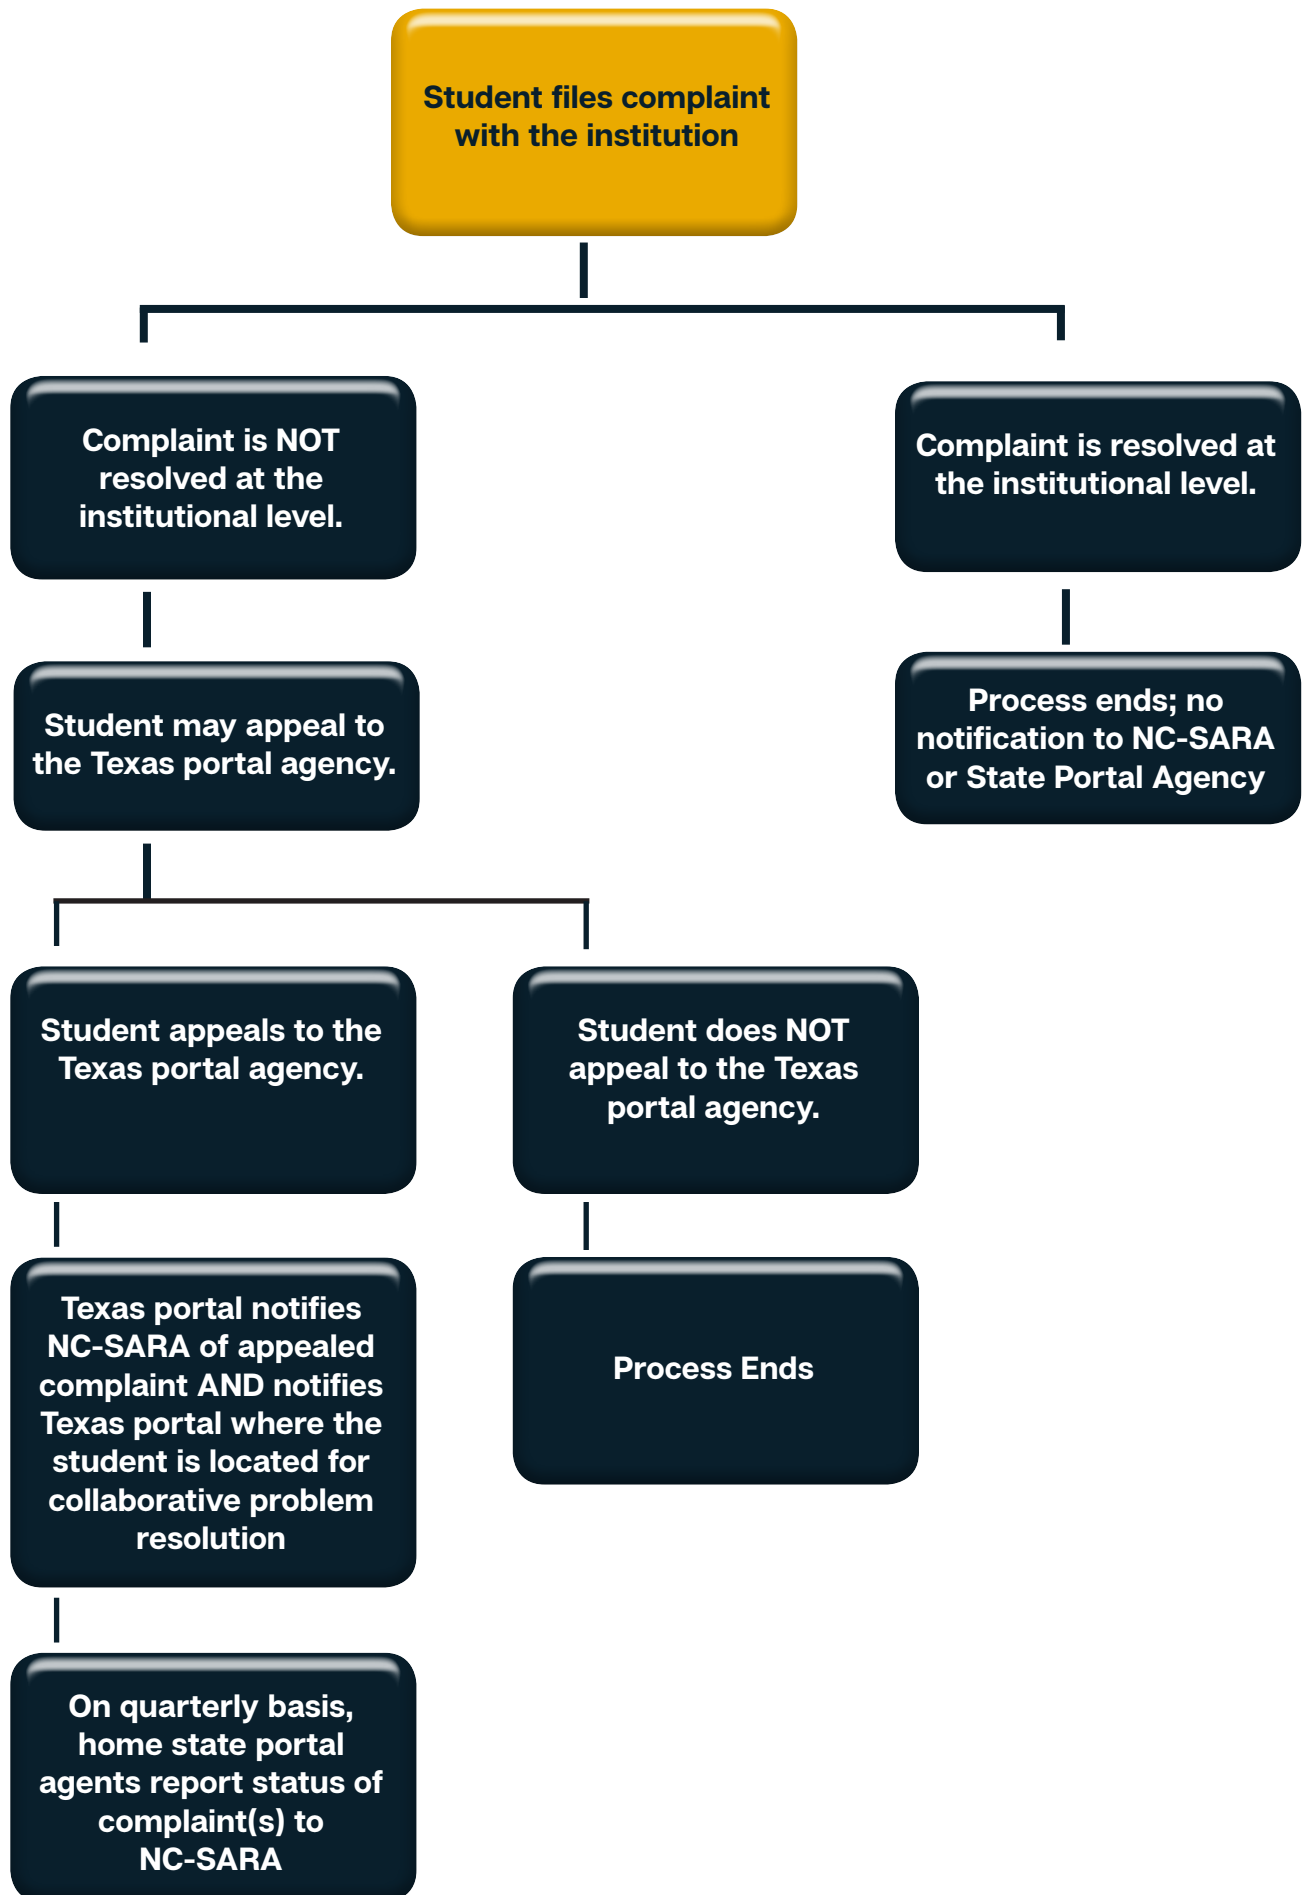 Student files complaint
with the institution
Complaint is NOT
resolved at the
institutional level.
Complaint is resolved at
the institutional level.
Student may appeal to
the Texas portal agency.
Process ends; no
notification to NC-SARA
or State Portal Agency
Student appeals to the
Texas portal agency.
Student does NOT
appeal to the Texas
portal agency.
Texas portal notifies
NC-SARA of appealed
complaint AND notifies
Texas portal where the
student is located for
collaborative problem
resolution
Process Ends
On quarterly basis,
home state portal
agents report status of
complaint(s) to
NC-SARA